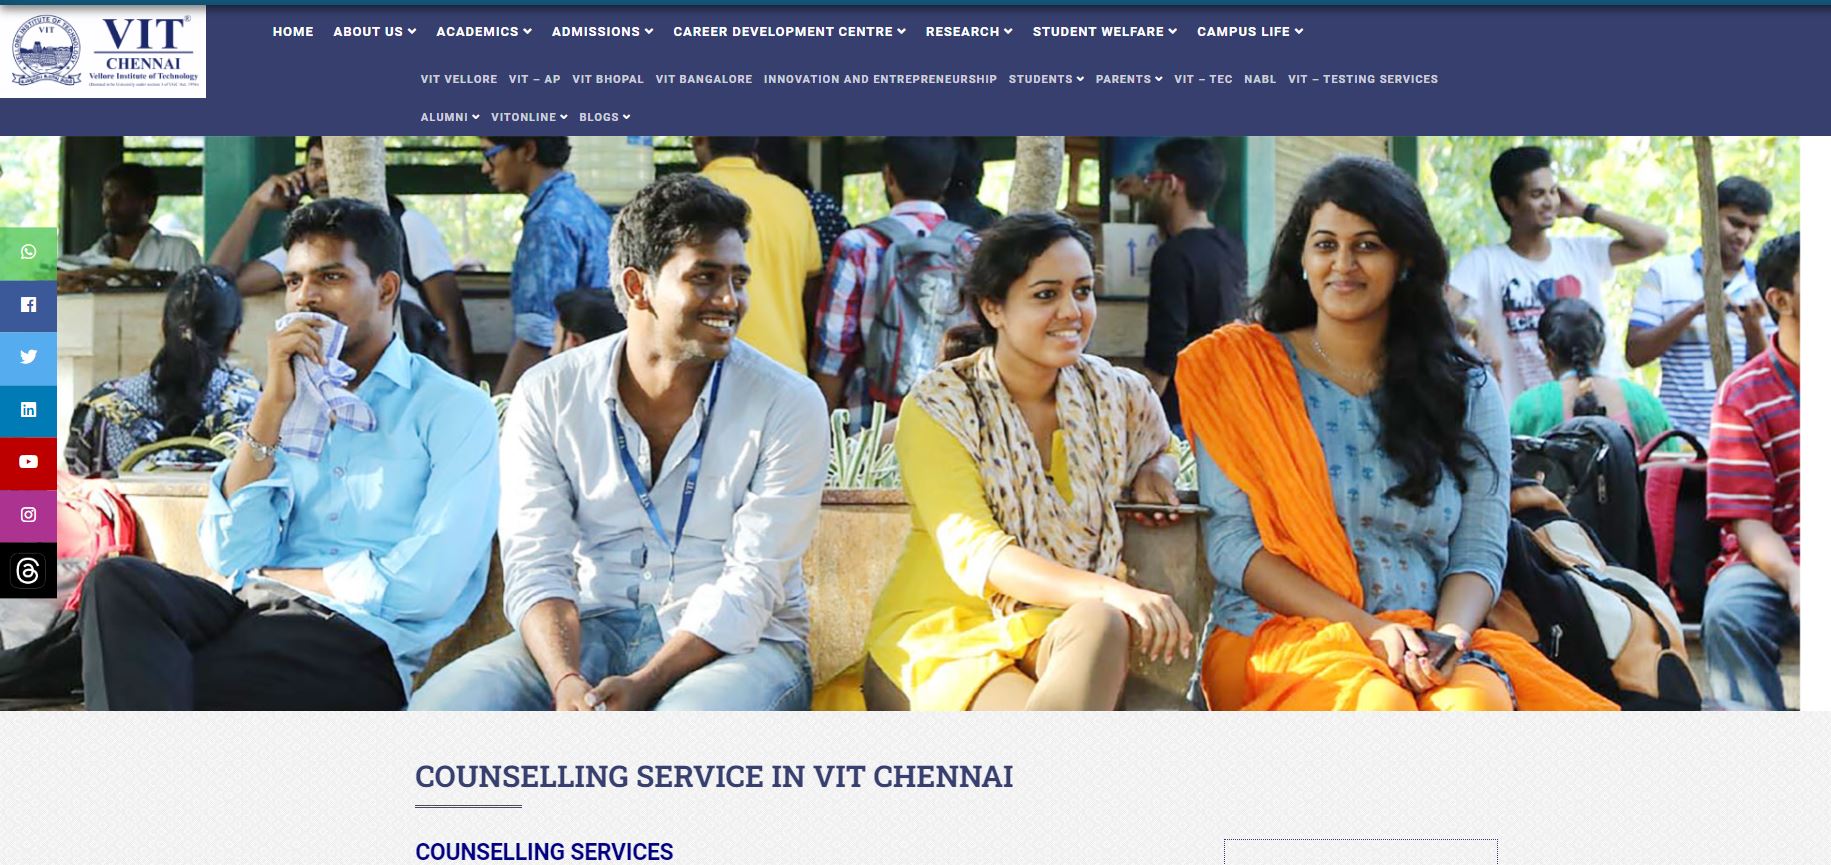 VIT®
CHENNAI
Vellore Institute of Technology
HOME ABOUT US ACADEMICS ADMISSIONS CAREER DEVELOPMENT CENTRE RESEARCH STUDENT WELFARE CAMPUS LIFE
VIT VELLORE VIT – AP VIT BHOPAL VIT BANGALORE INNOVATION AND ENTREPRENEURSHIP STUDENTS PARENTS VIT – TEC NABL VIT – TESTING SERVICES
ALUMNI VITONLINE BLOGS
COUNSELLING SERVICE IN VIT CHENNAI
COUNSELLING SERVICES